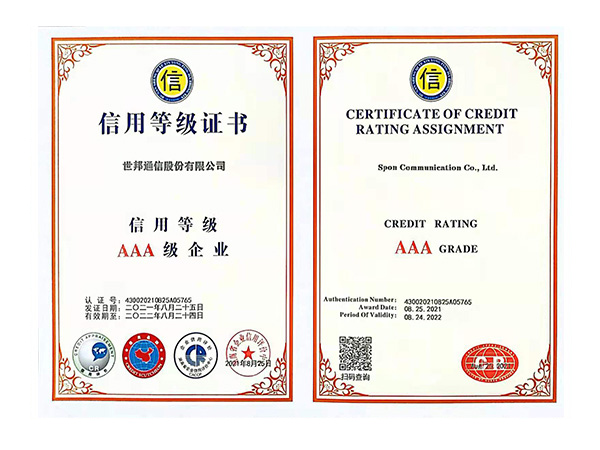 信
信用等级证书
世邦通信股份有限公司
信用等级
AAA 级企业
认证号: 430020210825A05765
发证日期: 二〇二一年八月二十五日
有效期至: 二〇二二年八月二十四日
2021年8月25日
信
CERTIFICATE OF CREDIT
RATING ASSIGNMENT
Spon Communication Co., Ltd.
CREDIT RATING
AAA GRADE
Authentication Number: 430020210825A05765
Award Date: 08.25.2021
Period Of Validity: 08.24.2022
扫码查询